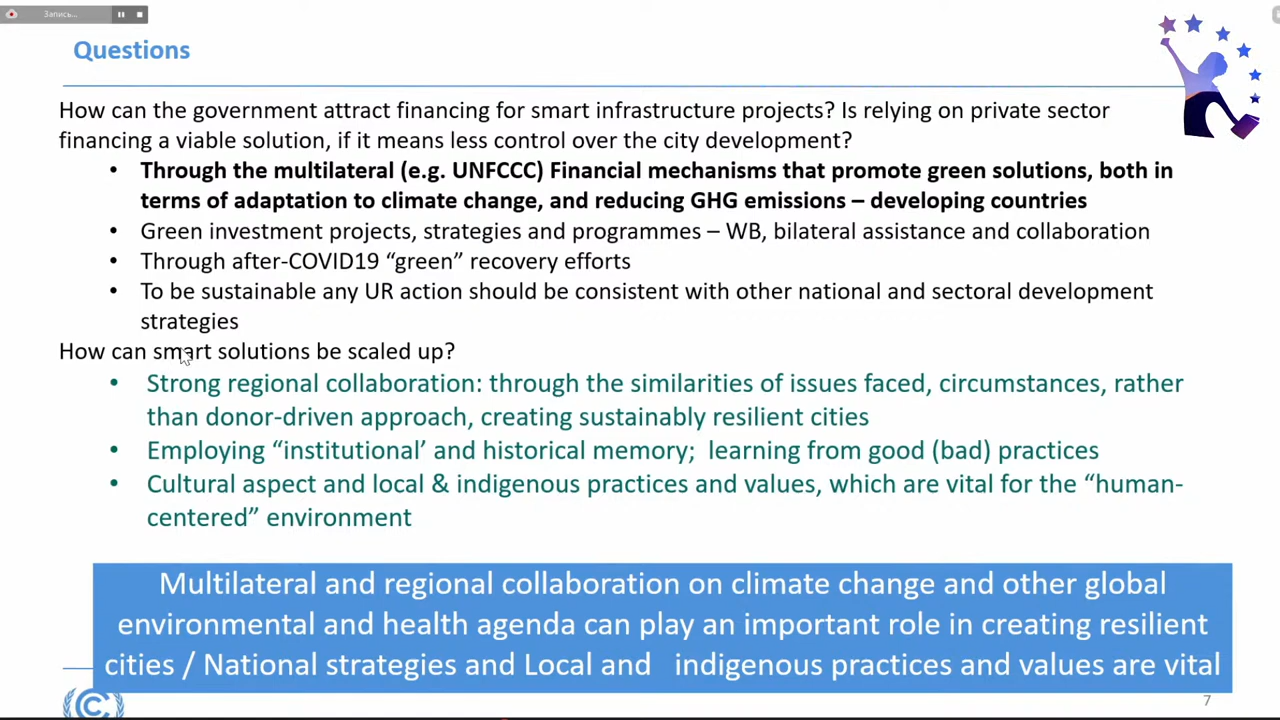 Запись...
Questions
How can the government attract financing for smart infrastructure projects? Is relying on private sector
financing a viable solution, if it means less control over the city development?
• Through the multilateral (e.g. UNFCCC) Financial mechanisms that promote green solutions, both in
terms of adaptation to climate change, and reducing GHG emissions – developing countries
• Green investment projects, strategies and programmes – WB, bilateral assistance and collaboration
• Through after-COVID19 “green” recovery efforts
• To be sustainable any UR action should be consistent with other national and sectoral development
strategies
How can smart solutions be scaled up?
• Strong regional collaboration: through the similarities of issues faced, circumstances, rather
than donor-driven approach, creating sustainably resilient cities
• Employing “institutional’ and historical memory; learning from good (bad) practices
• Cultural aspect and local & indigenous practices and values, which are vital for the “human-
centered” environment
Multilateral and regional collaboration on climate change and other global
environmental and health agenda can play an important role in creating resilient
cities / National strategies and Local and indigenous practices and values are vital
7